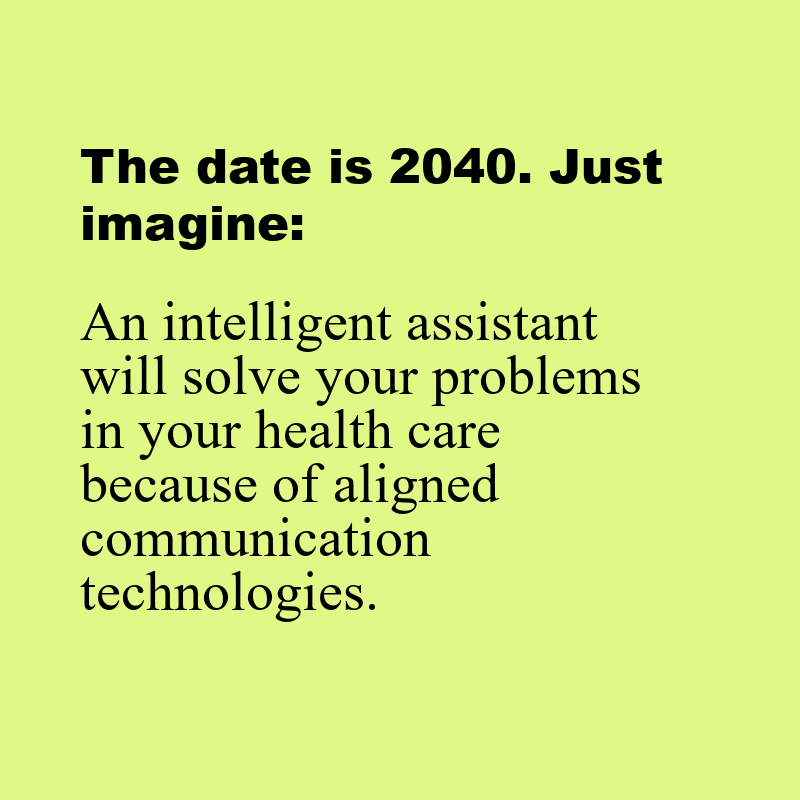 The date is 2040. Just
imagine:
An intelligent assistant
will solve your problems
in your health care
because of aligned
communication
technologies.